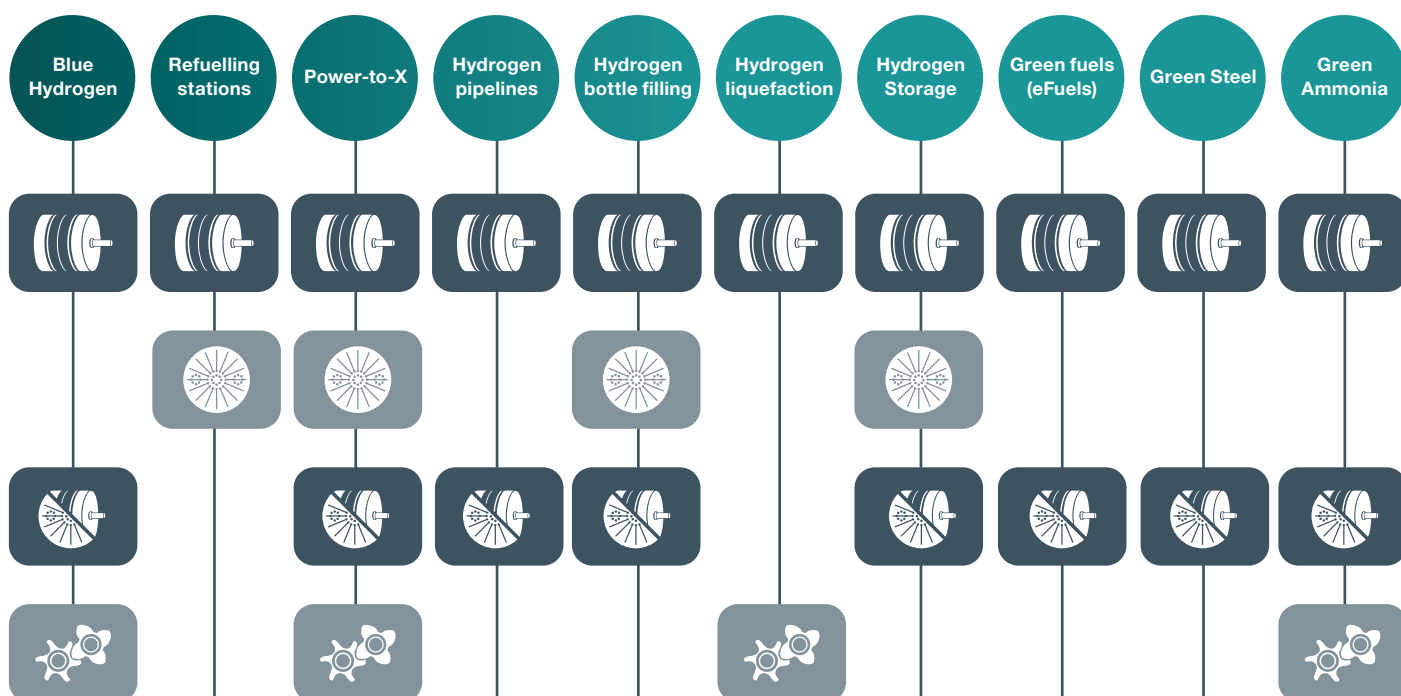 Blue
Hydrogen
Refuelling
stations
Power-to-X
Hydrogen
pipelines
Hydrogen
bottle filling
Hydrogen
liquefaction
Hydrogen
Storage
Green fuels
(eFuels)
Green Steel
Green
Ammonia